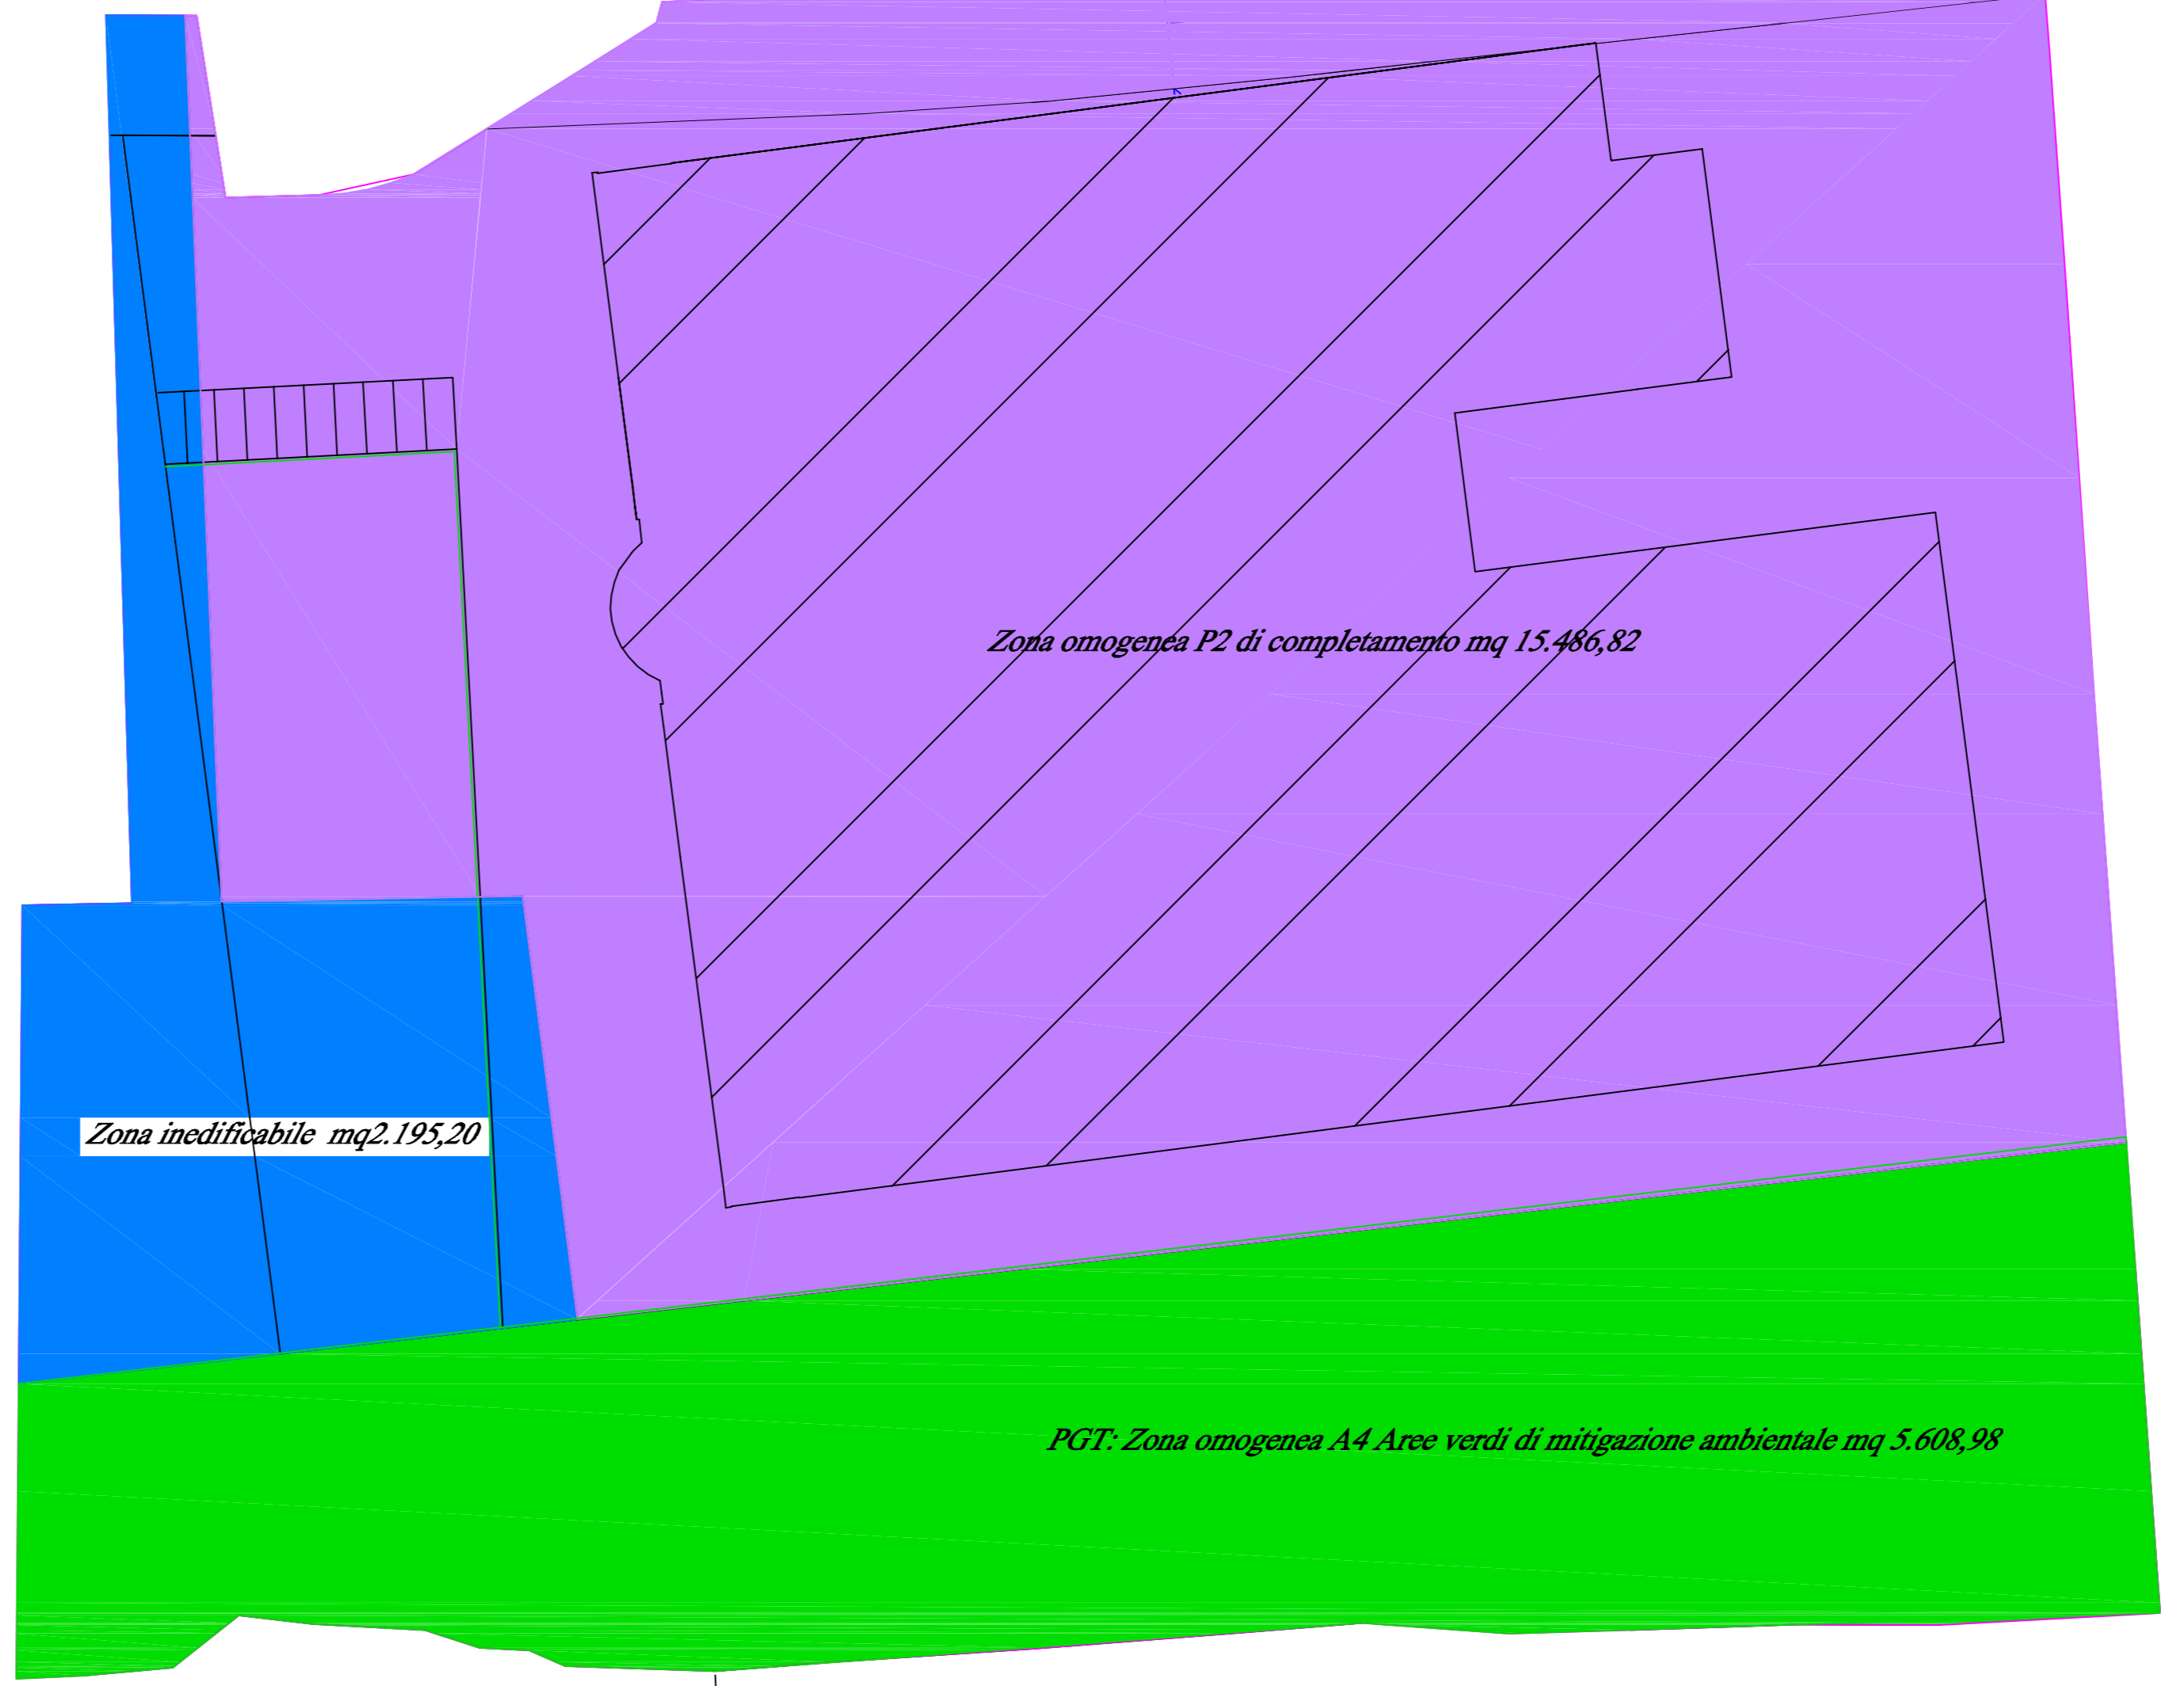 Zona omogenea P2 di completamento mq 15.486,82
Zona inedificabile mq2.195,20
PGT: Zona omogenea A4 Aree verdi di mitigazione ambientale mq 5.608,98